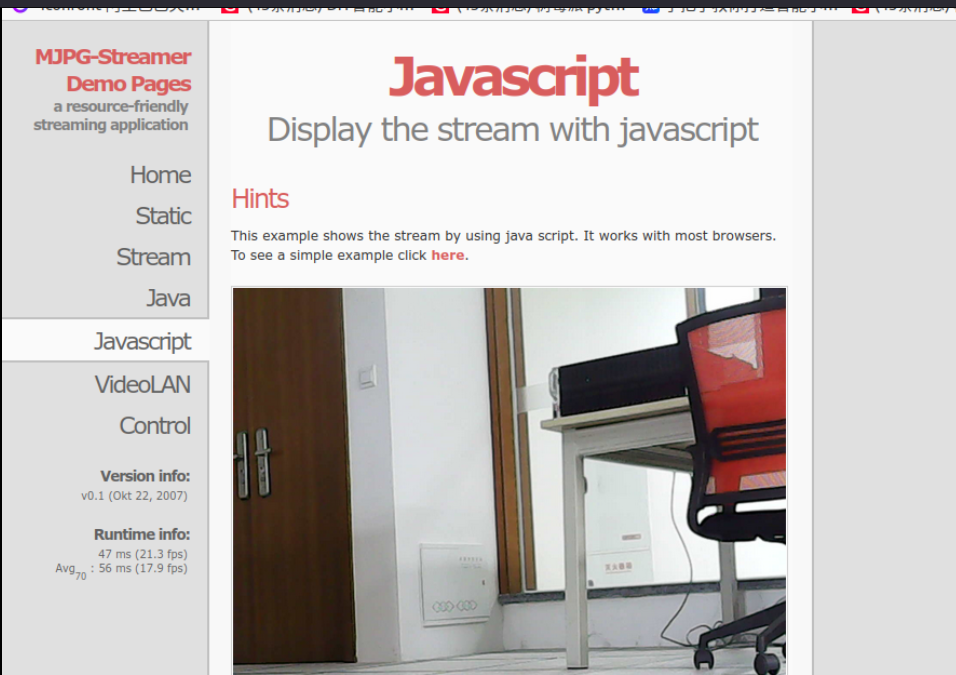 MJPG-Streamer
Demo Pages
a resource-friendly
streaming application
Home
Static
Stream
Java
Javascript
VideoLAN
Control
Version info:
v0.1 (Okt 22, 2007)
Runtime info:
47 ms (21.3 fps)
Avg70 : 56 ms (17.9 fps)
Javascript
Display the stream with javascript
Hints
This example shows the stream by using java script. It works with most browsers.
To see a simple example click here.